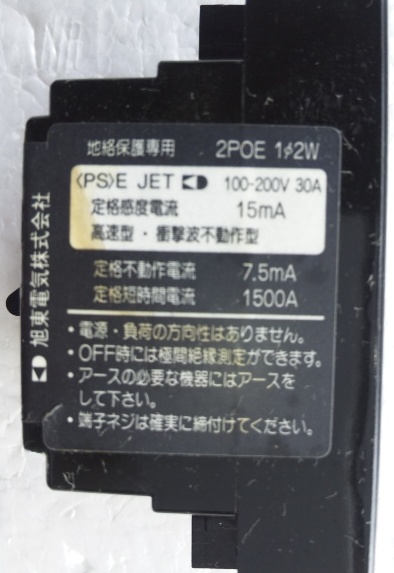 地絡保護専用 2POE 1φ2W
<PS>E JET 100-200V 30A
定格感度電流 15mA
高速型・衝撃波不動作型
定格不動作電流 7.5mA
定格短時間電流 1500A
・電源・負荷の方向性はありません。
・OFF時には極間絶縁測定ができます。
・アースの必要な機器にはアースを
して下さい。
・端子ネジは確実に締付けてください。
旭東電気株式会社